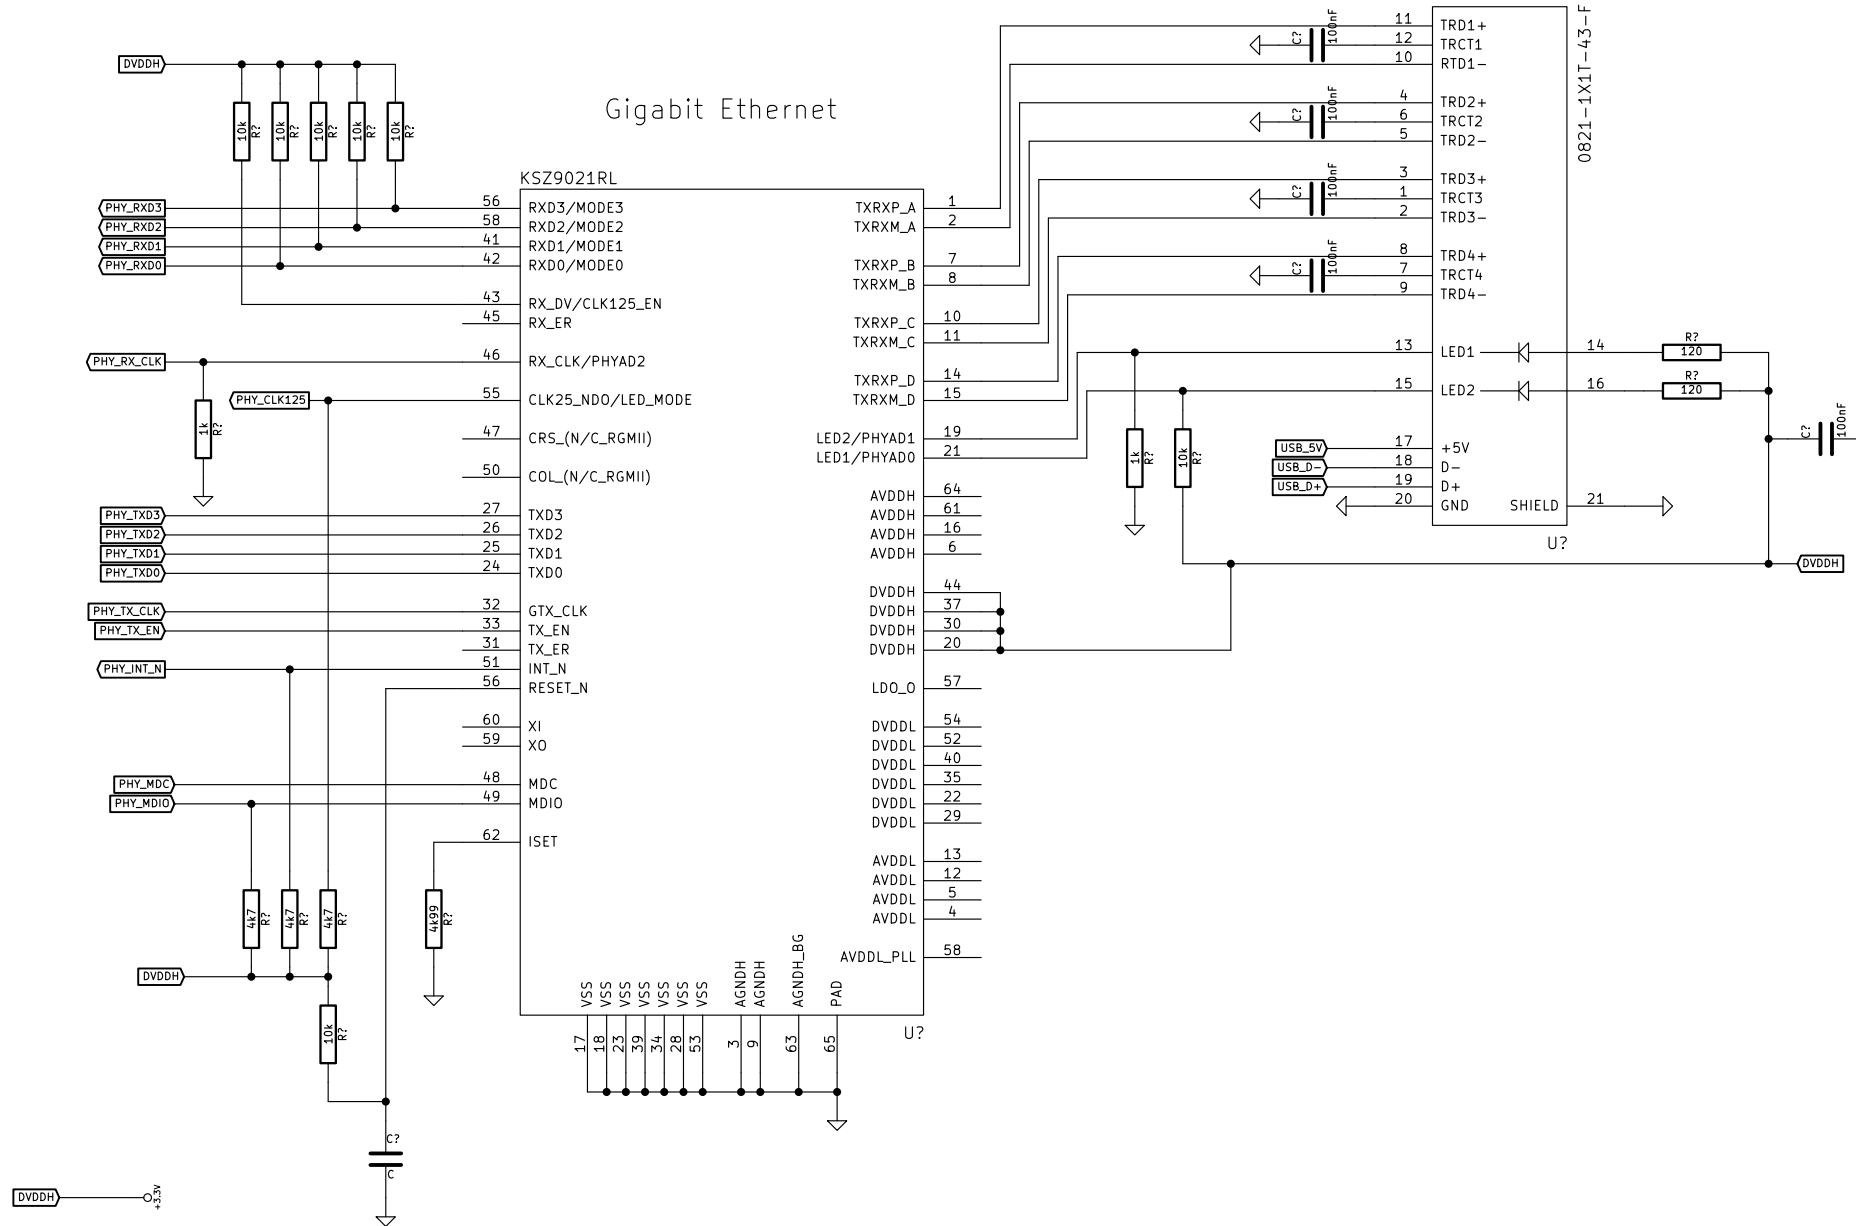 Gigabit Ethernet
DVDDH
10k R?
10k R?
10k R?
10k R?
10k R?
KSZ9021RL
PHY_RXD3 56 RXD3/MODE3
PHY_RXD2 58 RXD2/MODE2
PHY_RXD1 41 RXD1/MODE1
PHY_RXD0 42 RXD0/MODE0
43 RX_DV/CLK125_EN
45 RX_ER
PHY_RX_CLK 46 RX_CLK/PHYAD2
1k R?
PHY_CLK125 55 CLK25_NDO/LED_MODE
47 CRS_(N/C_RGMII)
50 COL_(N/C_RGMII)
PHY_TXD3 27 TXD3
PHY_TXD2 26 TXD2
PHY_TXD1 25 TXD1
PHY_TXD0 24 TXD0
PHY_TX_CLK 32 GTX_CLK
PHY_TX_EN 33 TX_EN
31 TX_ER
PHY_INT_N 51 INT_N
56 RESET_N
60 XI
59 XO
PHY_MDC 48 MDC
PHY_MDIO 49 MDIO
62 ISET
4k7 R?
4k7 R?
4k7 R?
4k99 R?
DVDDH
10k R?
C?
C
DVDDH +3.3V
TXRXP_A 1
TXRXM_A 2
TXRXP_B 7
TXRXM_B 8
TXRXP_C 10
TXRXM_C 11
TXRXP_D 14
TXRXM_D 15
LED2/PHYAD1 19
LED1/PHYAD0 21
AVDDH 64
AVDDH 61
AVDDH 16
AVDDH 6
DVDDH 44
DVDDH 37
DVDDH 30
DVDDH 20
LDO_O 57
DVDDL 54
DVDDL 52
DVDDL 40
DVDDL 35
DVDDL 22
DVDDL 29
AVDDL 13
AVDDL 12
AVDDL 5
AVDDL 4
AVDDL_PLL 58
VSS 17
VSS 18
VSS 23
VSS 39
VSS 34
VSS 28
VSS 53
AGNDH 3
AGNDH 9
AGNDH_BG 63
PAD 65
U?
C? 100nF
C? 100nF
C? 100nF
C? 100nF
0821-1X1T-43-F
11 TRD1+
12 TRCT1
10 RTD1-
4 TRD2+
6 TRCT2
5 TRD2-
3 TRD3+
1 TRCT3
2 TRD3-
8 TRD4+
7 TRCT4
9 TRD4-
13 LED1 14
15 LED2 16
R? 120
R? 120
1k R?
10k R?
USB_5V 17 +5V
USB_D- 18 D-
USB_D+ 19 D+
20 GND SHIELD 21
U?
C? 100nF
DVDDH